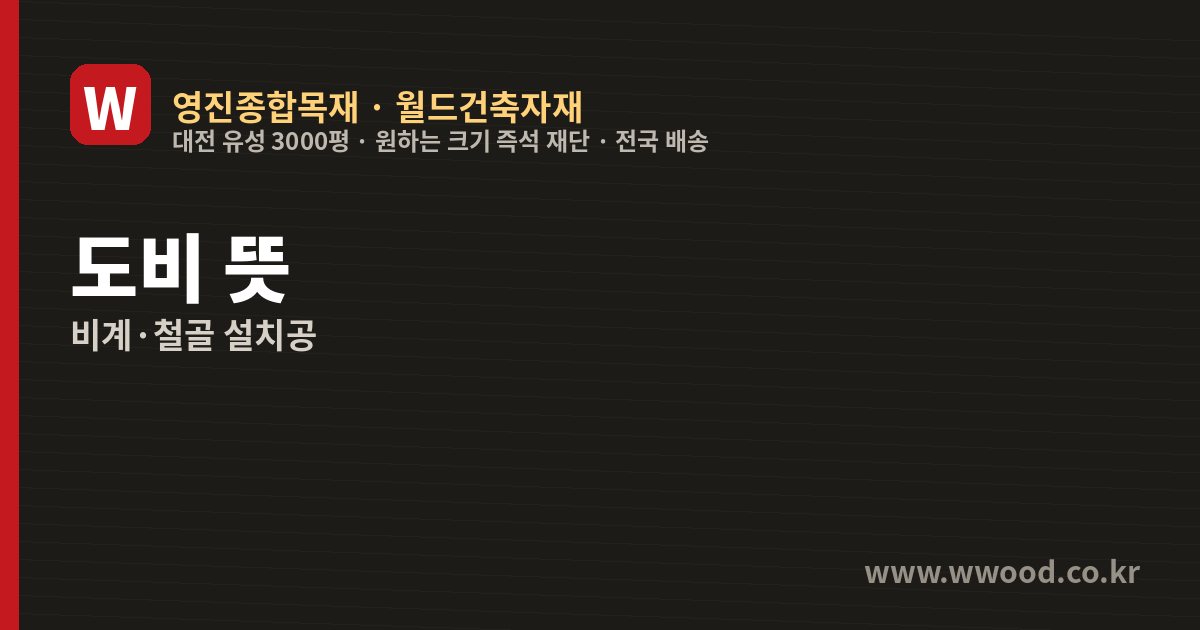 W
영진종합목재 · 월드건축자재
대전 유성 3000평 · 원하는 크기 즉석 재단 · 전국 배송
도비 뜻
비계·철골 설치공
www.wwood.co.kr